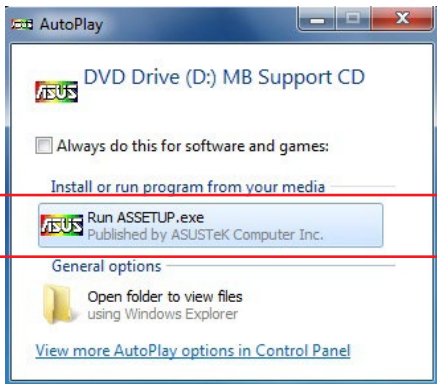 AutoPlay
DVD Drive (D:) MB Support CD
Always do this for software and games:
Install or run program from your media
Run ASSETUP.exe
Published by ASUSTeK Computer Inc.
General options
Open folder to view files
using Windows Explorer
View more AutoPlay options in Control Panel